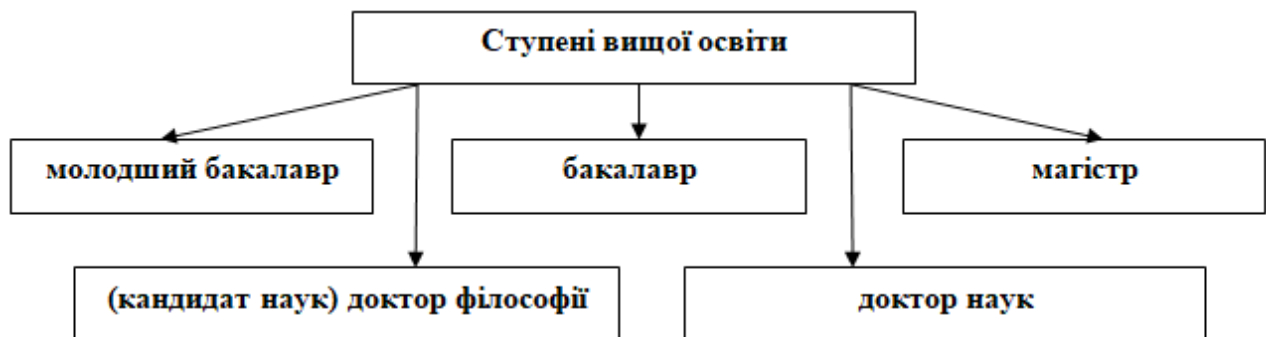 Ступені вищої освіти
молодший бакалавр
бакалавр
магістр
(кандидат наук) доктор філософії
доктор наук